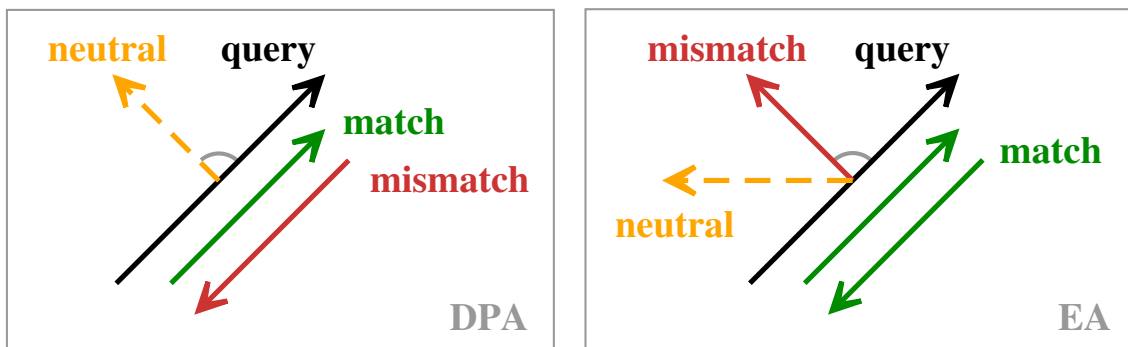 neutral
query
match
mismatch
DPA
mismatch
query
match
neutral
EA